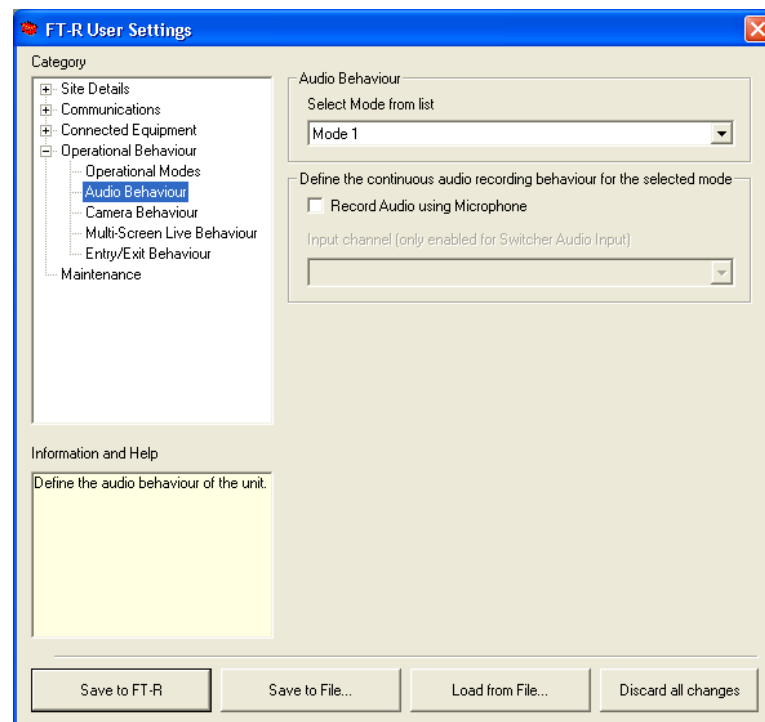 FT-R User Settings
Category
Site Details
Communications
Connected Equipment
Operational Behaviour
Operational Modes
Audio Behaviour
Camera Behaviour
Multi-Screen Live Behaviour
Entry/Exit Behaviour
Maintenance
Audio Behaviour
Select Mode from list
Mode 1
Define the continuous audio recording behaviour for the selected mode
Record Audio using Microphone
Input channel (only enabled for Switcher Audio Input)
Information and Help
Define the audio behaviour of the unit.
Save to FT-R
Save to File...
Load from File...
Discard all changes